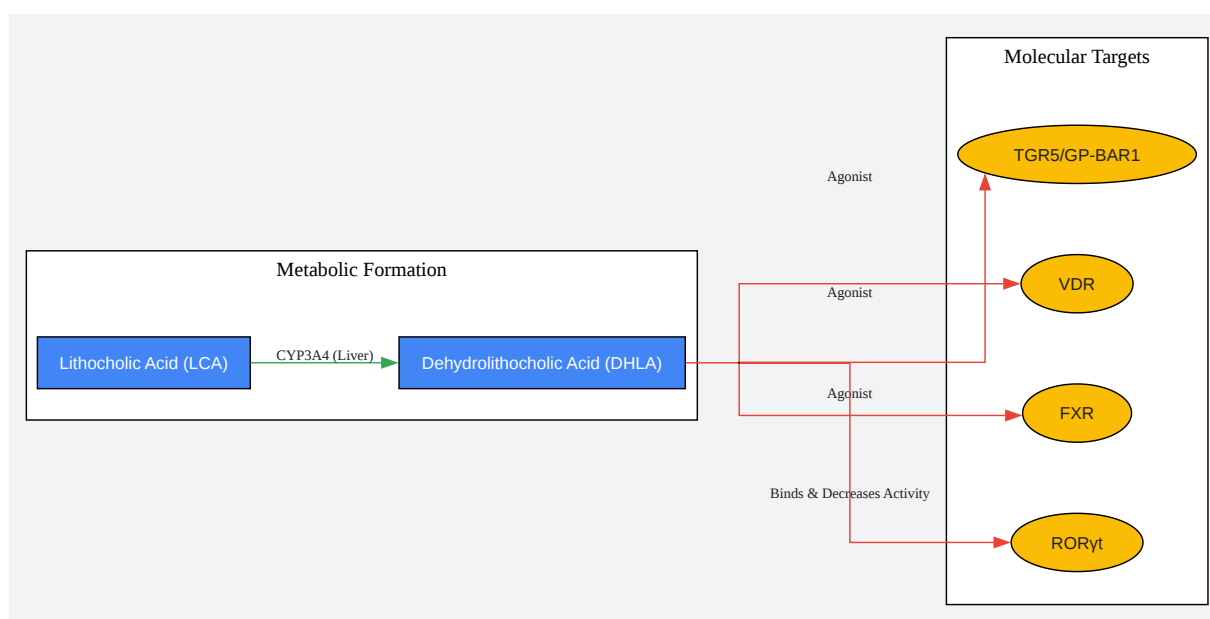 Molecular Targets
TGR5/GP-BAR1
Agonist
Metabolic Formation
VDR
Agonist
Lithocholic Acid (LCA)
CYP3A4 (Liver)
Dehydrolithocholic Acid (DHLA)
Agonist
FXR
Binds & Decreases Activity
RORγt